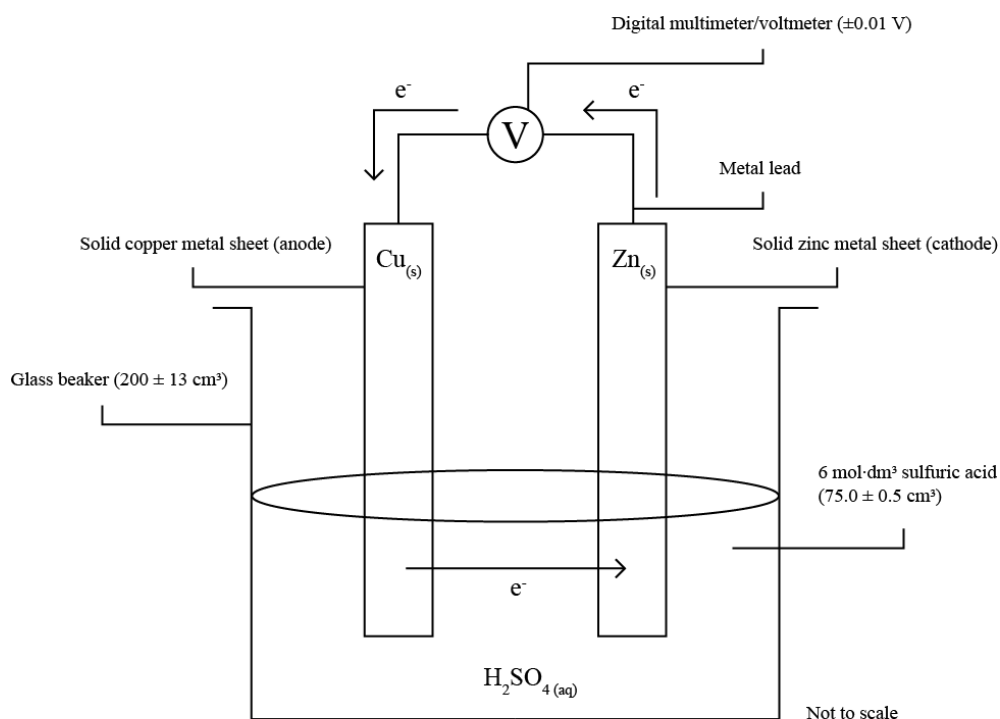 Digital multimeter/voltmeter (±0.01 V)
e⁻
e⁻
V
Metal lead
Solid copper metal sheet (anode)
Cu(s)
Zn(s)
Solid zinc metal sheet (cathode)
Glass beaker (200 ± 13 cm³)
6 mol·dm³ sulfuric acid
(75.0 ± 0.5 cm³)
e⁻
H₂SO₄ (aq)
Not to scale